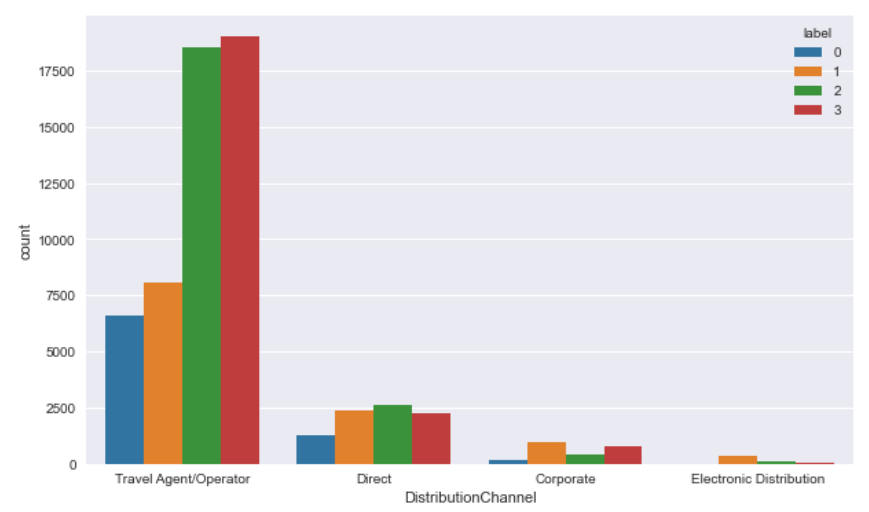 label
0
1
2
3
17500
15000
12500
10000
7500
5000
2500
0
count
Travel Agent/Operator
Direct
Corporate
Electronic Distribution
DistributionChannel